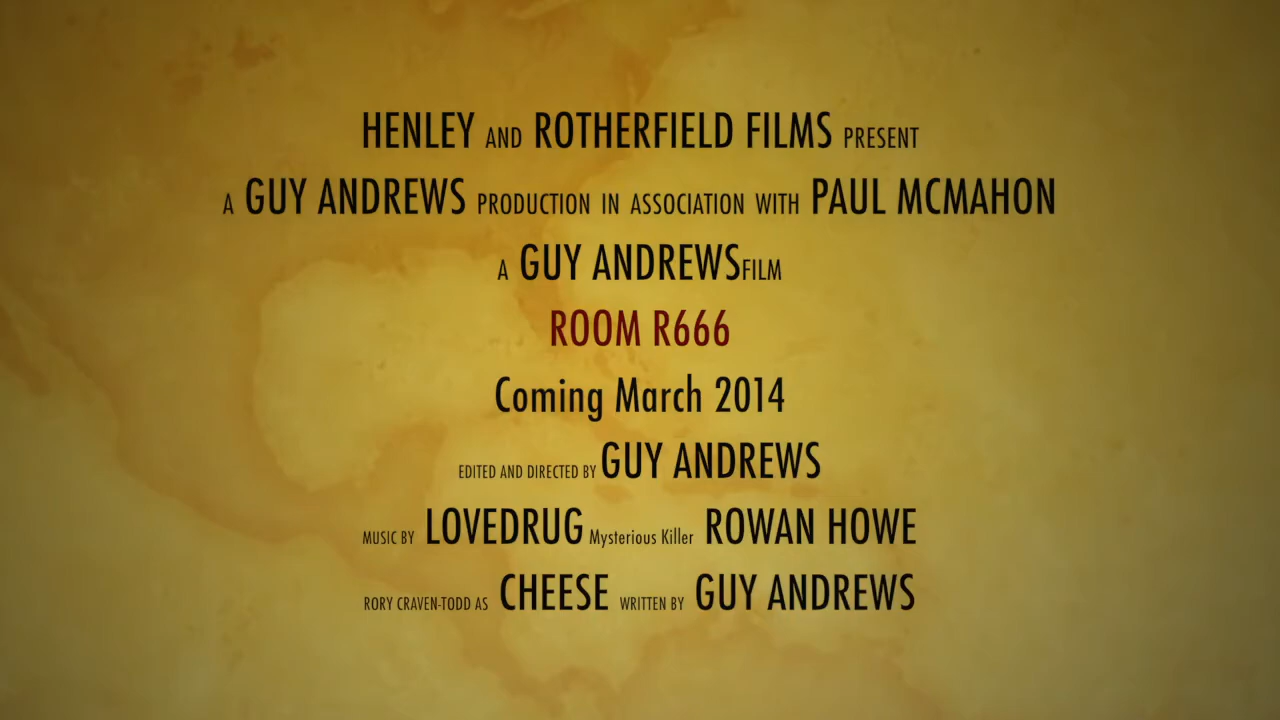 HENLEY AND ROTHERFIELD FILMS PRESENT
A GUY ANDREWS PRODUCTION IN ASSOCIATION WITH PAUL MCMAHON
A GUY ANDREWSFILM
ROOM R666
Coming March 2014
EDITED AND DIRECTED BY GUY ANDREWS
MUSIC BY LOVEDRUG Mysterious Killer ROWAN HOWE
RORY CRAVEN-TODD AS CHEESE WRITTEN BY GUY ANDREWS